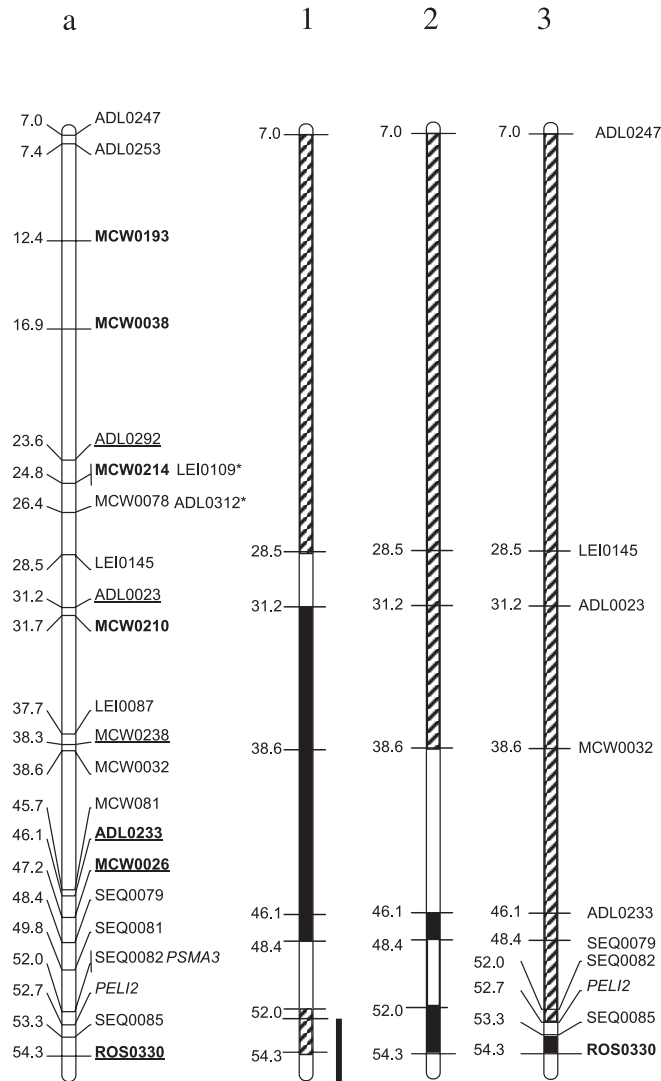 a 1 2 3
7.0 ADL0247
7.4 ADL0253
12.4 MCW0193
16.9 MCW0038
23.6 ADL0292
24.8 MCW0214 LEI0109*
26.4 MCW0078 ADL0312*
28.5 LEI0145
31.2 ADL0023
31.7 MCW0210
37.7 LEI0087
38.3 MCW0238
38.6 MCW0032
45.7 MCW081
46.1 ADL0233
47.2 MCW0026
48.4 SEQ0079
49.8 SEQ0081
52.0 SEQ0082 PSMA3
52.7 PELI2
53.3 SEQ0085
54.3 ROS0330
7.0
28.5
31.2
38.6
46.1
48.4
52.0
54.3
7.0
28.5
31.2
38.6
46.1
48.4
52.0
54.3
7.0 ADL0247
28.5 LEI0145
31.2 ADL0023
38.6 MCW0032
46.1 ADL0233
48.4 SEQ0079
52.0 SEQ0082
52.7 PELI2
53.3 SEQ0085
54.3 ROS0330